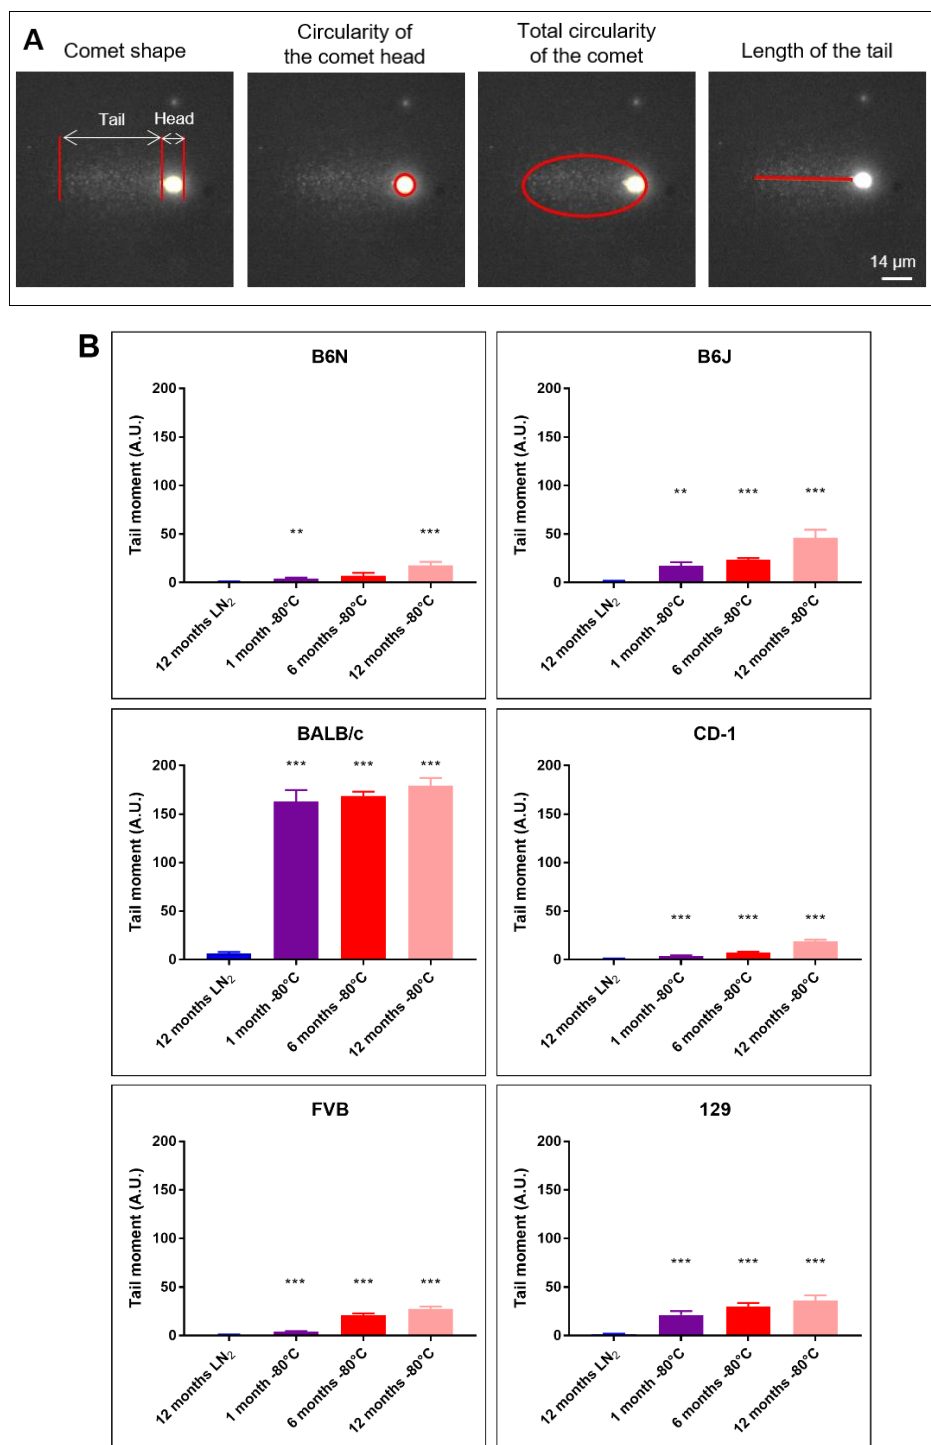 A
Comet shape
Circularity of
the comet head
Total circularity
of the comet
Length of the tail
Tail
Head
14 µm
B
B6N
Tail moment (A.U.)
200
150
100
50
0
**
***
12 months LN₂
1 month -80°C
6 months -80°C
12 months -80°C
B6J
Tail moment (A.U.)
200
150
100
50
0
**
***
***
12 months LN₂
1 month -80°C
6 months -80°C
12 months -80°C
BALB/c
Tail moment (A.U.)
200
150
100
50
0
***
***
***
12 months LN₂
1 month -80°C
6 months -80°C
12 months -80°C
CD-1
Tail moment (A.U.)
200
150
100
50
0
***
***
***
12 months LN₂
1 month -80°C
6 months -80°C
12 months -80°C
FVB
Tail moment (A.U.)
200
150
100
50
0
***
***
***
12 months LN₂
1 month -80°C
6 months -80°C
12 months -80°C
129
Tail moment (A.U.)
200
150
100
50
0
***
***
***
12 months LN₂
1 month -80°C
6 months -80°C
12 months -80°C